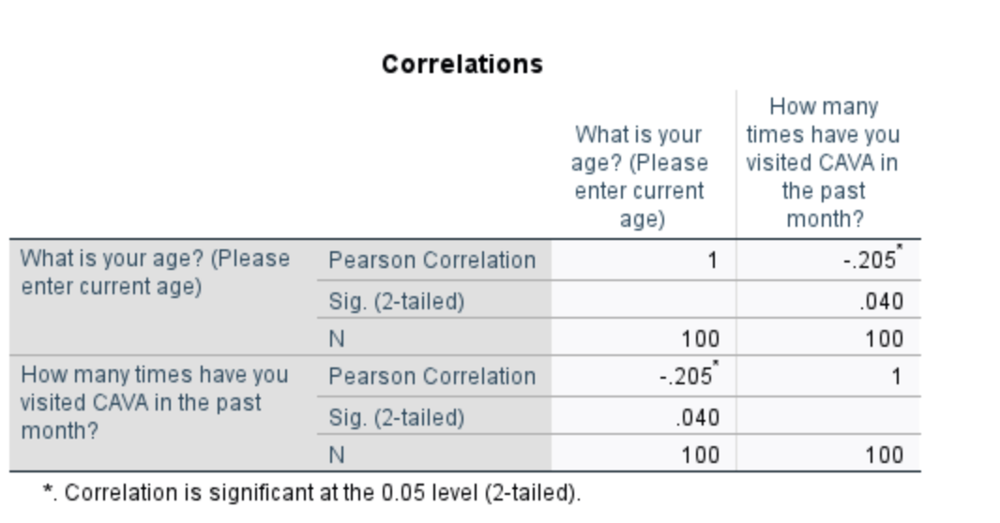 Correlations
What is your
age? (Please
enter current
age)
How many
times have you
visited CAVA in
the past
month?
What is your age? (Please
enter current age)
Pearson Correlation 1 -.205*
Sig. (2-tailed) .040
N 100 100
How many times have you
visited CAVA in the past
month?
Pearson Correlation -.205* 1
Sig. (2-tailed) .040
N 100 100
*. Correlation is significant at the 0.05 level (2-tailed).